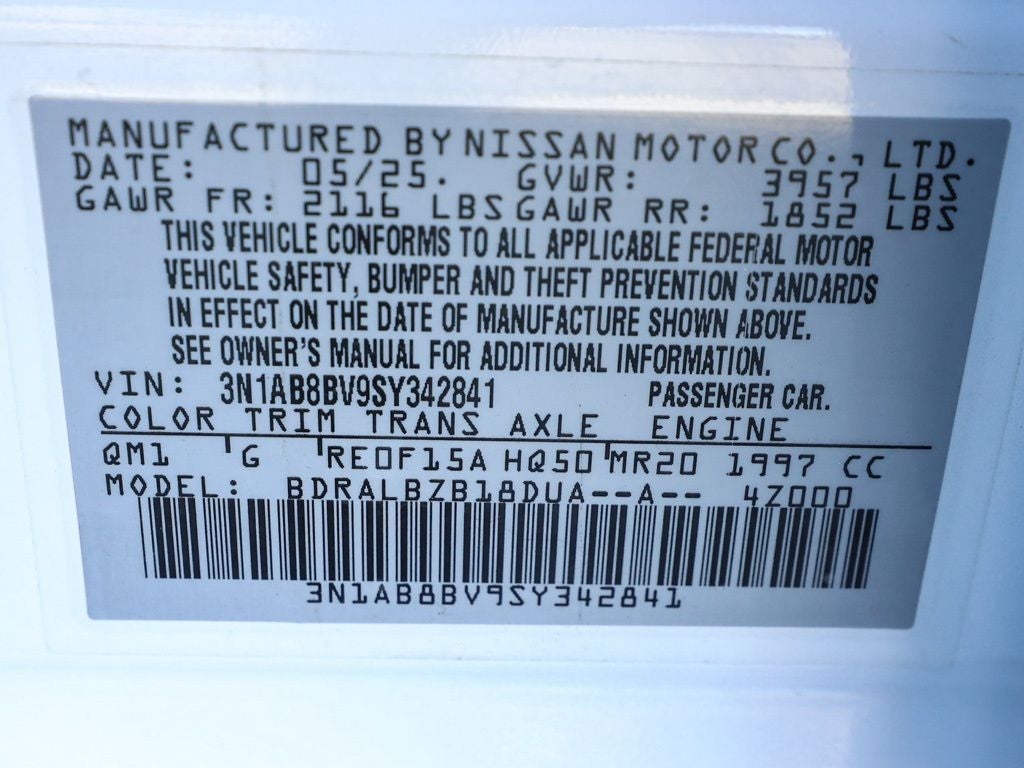 MANUFACTURED BY NISSAN MOTOR CO., LTD.
DATE: 05/25. GVWR: 3957 LBS
GAWR FR: 2116 LBS GAWR RR: 1852 LBS
THIS VEHICLE CONFORMS TO ALL APPLICABLE FEDERAL MOTOR
VEHICLE SAFETY, BUMPER AND THEFT PREVENTION STANDARDS
IN EFFECT ON THE DATE OF MANUFACTURE SHOWN ABOVE.
SEE OWNER'S MANUAL FOR ADDITIONAL INFORMATION.
VIN: 3N1AB8BV9SY342841 PASSENGER CAR.
COLOR TRIM TRANS AXLE ENGINE
QM1 G RE0F15A HQ50 MR20 1997 CC
MODEL: BDRALBZB18DUA--A-- 4Z000
3N1AB8BV9SY342841